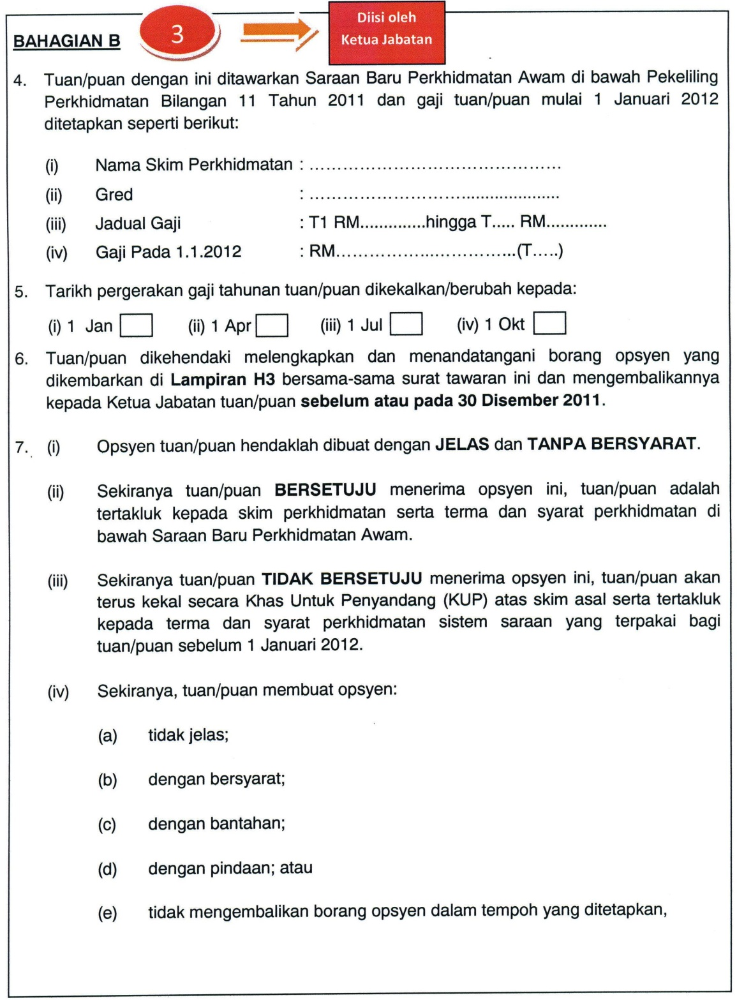 BAHAGIAN B
3
Diisi oleh
Ketua Jabatan
4. Tuan/puan dengan ini ditawarkan Saraan Baru Perkhidmatan Awam di bawah Pekeliling
Perkhidmatan Bilangan 11 Tahun 2011 dan gaji tuan/puan mulai 1 Januari 2012
ditetapkan seperti berikut:
(i) Nama Skim Perkhidmatan : .............................................
(ii) Gred : .............................................
(iii) Jadual Gaji : T1 RM..............hingga T..... RM.............
(iv) Gaji Pada 1.1.2012 : RM.................................(T.....)
5. Tarikh pergerakan gaji tahunan tuan/puan dikekalkan/berubah kepada:
(i) 1 Jan (ii) 1 Apr (iii) 1 Jul (iv) 1 Okt
6. Tuan/puan dikehendaki melengkapkan dan menandatangani borang opsyen yang
dikembarkan di Lampiran H3 bersama-sama surat tawaran ini dan mengembalikannya
kepada Ketua Jabatan tuan/puan sebelum atau pada 30 Disember 2011.
7. (i) Opsyen tuan/puan hendaklah dibuat dengan JELAS dan TANPA BERSYARAT.
(ii) Sekiranya tuan/puan BERSETUJU menerima opsyen ini, tuan/puan adalah
tertakluk kepada skim perkhidmatan serta terma dan syarat perkhidmatan di
bawah Saraan Baru Perkhidmatan Awam.
(iii) Sekiranya tuan/puan TIDAK BERSETUJU menerima opsyen ini, tuan/puan akan
terus kekal secara Khas Untuk Penyandang (KUP) atas skim asal serta tertakluk
kepada terma dan syarat perkhidmatan sistem saraan yang terpakai bagi
tuan/puan sebelum 1 Januari 2012.
(iv) Sekiranya, tuan/puan membuat opsyen:
(a) tidak jelas;
(b) dengan bersyarat;
(c) dengan bantahan;
(d) dengan pindaan; atau
(e) tidak mengembalikan borang opsyen dalam tempoh yang ditetapkan,